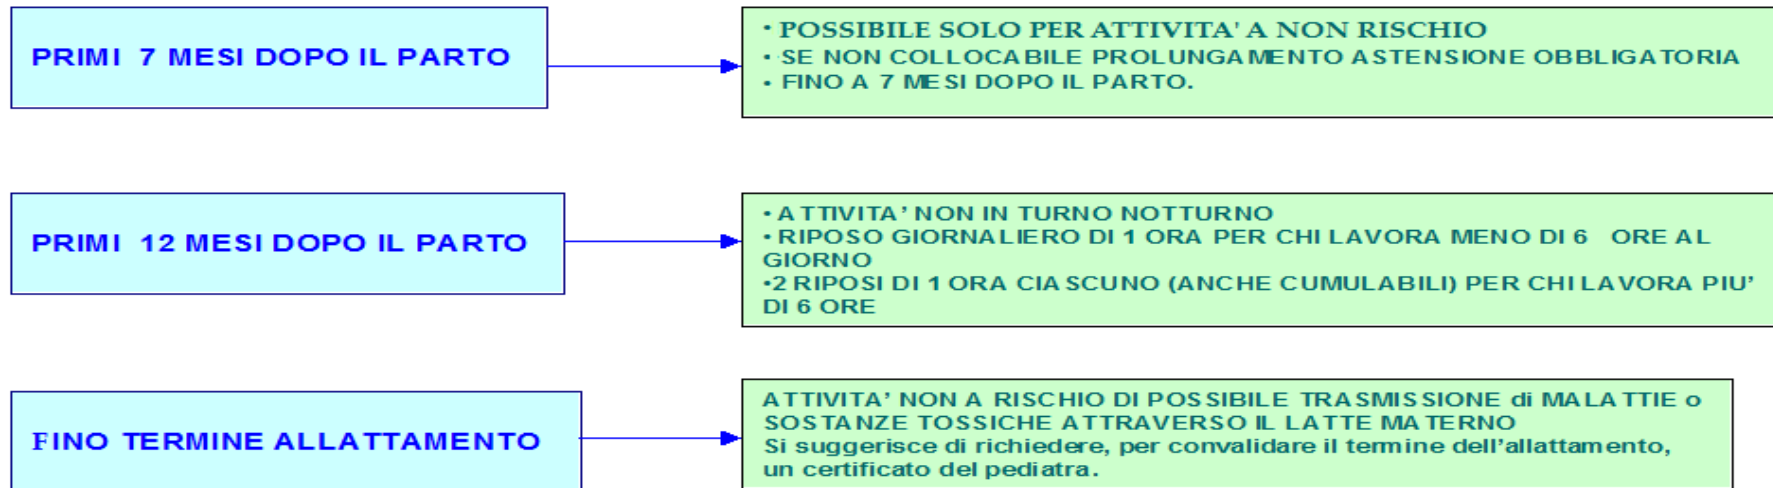 PRIMI 7 MESI DOPO IL PARTO
• POSSIBILE SOLO PER ATTIVITA' A NON RISCHIO
• SE NON COLLOCABILE PROLUNGAMENTO ASTENSIONE OBBLIGATORIA
• FINO A 7 MESI DOPO IL PARTO.
PRIMI 12 MESI DOPO IL PARTO
• ATTIVITA' NON IN TURNO NOTTURNO
• RIPOSO GIORNALIERO DI 1 ORA PER CHI LAVORA MENO DI 6 ORE AL
GIORNO
•2 RIPOSI DI 1 ORA CIASCUNO (ANCHE CUMULABILI) PER CHI LAVORA PIU'
DI 6 ORE
FINO TERMINE ALLATTAMENTO
ATTIVITA' NON A RISCHIO DI POSSIBILE TRASMISSIONE di MALATTIE o
SOSTANZE TOSSICHE ATTRAVERSO IL LATTE MATERNO
Si suggerisce di richiedere, per convalidare il termine dell'allattamento,
un certificato del pediatra.